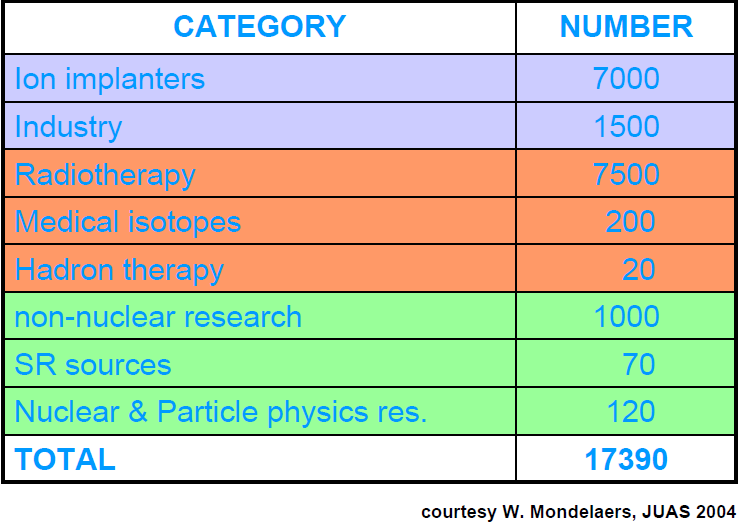 CATEGORY NUMBER
Ion implanters 7000
Industry 1500
Radiotherapy 7500
Medical isotopes 200
Hadron therapy 20
non-nuclear research 1000
SR sources 70
Nuclear & Particle physics res. 120
TOTAL 17390
courtesy W. Mondelaers, JUAS 2004